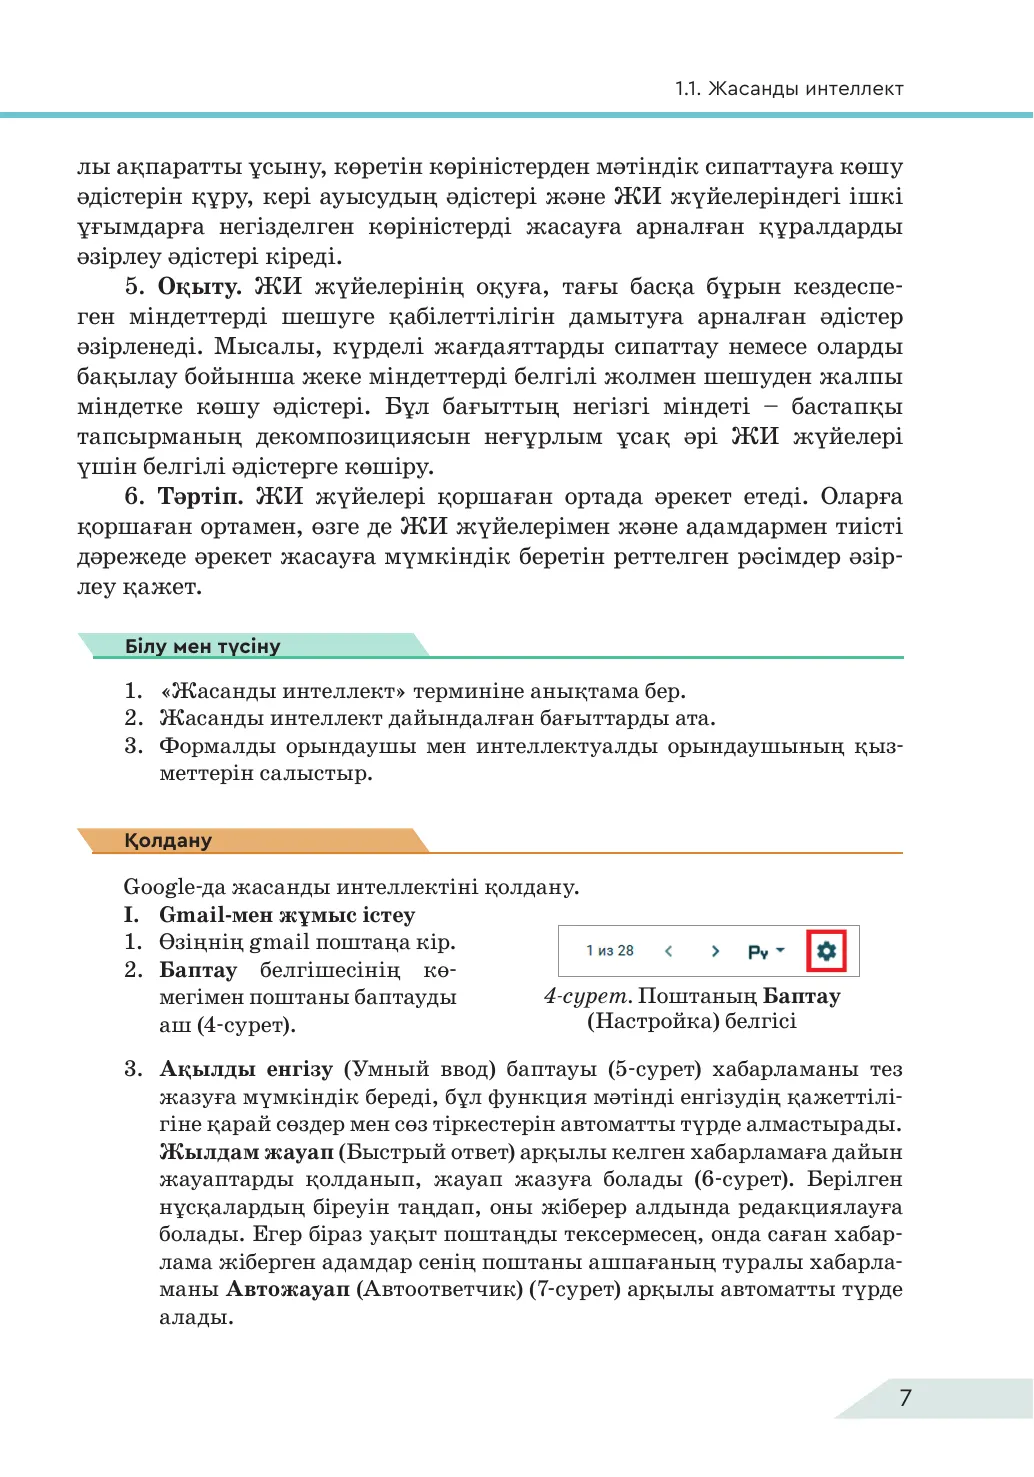 1.1. Жасанды интеллект
лы ақпаратты ұсыну, көретін көріністерден мәтіндік сипаттауға көшу
әдістерін құру, кері ауысудың әдістері және ЖИ жүйелеріндегі ішкі
ұғымдарға негізделген көріністерді жасауға арналған құралдарды
әзірлеу әдістері кіреді.
5. Оқыту. ЖИ жүйелерінің оқуға, тағы басқа бұрын кездеспе-
ген міндеттерді шешуге қабілеттілігін дамытуға арналған әдістер
әзірленеді. Мысалы, күрделі жағдаяттарды сипаттау немесе оларды
бақылау бойынша жеке міндеттерді белгілі жолмен шешуден жалпы
міндетке көшу әдістері. Бұл бағыттың негізгі міндеті – бастапқы
тапсырманың декомпозициясын неғұрлым ұсақ әрі ЖИ жүйелері
үшін белгілі әдістерге көшіру.
6. Тәртіп. ЖИ жүйелері қоршаған ортада әрекет етеді. Оларға
қоршаған ортамен, өзге де ЖИ жүйелерімен және адамдармен тиісті
дәрежеде әрекет жасауға мүмкіндік беретін реттелген рәсімдер әзір-
леу қажет.
Білу мен түсіну
1. «Жасанды интеллект» терминіне анықтама бер.
2. Жасанды интеллект дайындалған бағыттарды ата.
3. Формалды орындаушы мен интеллектуалды орындаушының қыз-
меттерін салыстыр.
Қолдану
Google-да жасанды интеллектіні қолдану.
I. Gmail-мен жұмыс істеу
1. Өзіңнің gmail поштаңа кір.
2. Баптау белгішесінің кө-
мегімен поштаны баптауды
аш (4-сурет).
1 из 28 < > Ру
4-сурет. Поштаның Баптау
(Настройка) белгісі
3. Ақылды енгізу (Умный ввод) баптауы (5-сурет) хабарламаны тез
жазуға мүмкіндік береді, бұл функция мәтінді енгізудің қажеттілі-
гіне қарай сөздер мен сөз тіркестерін автоматты түрде алмастырады.
Жылдам жауап (Быстрый ответ) арқылы келген хабарламаға дайын
жауаптарды қолданып, жауап жазуға болады (6-сурет). Берілген
нұсқалардың біреуін таңдап, оны жіберер алдында редакциялауға
болады. Егер біраз уақыт поштаңды тексермесең, онда саған хабар-
лама жіберген адамдар сенің поштаны ашпағаның туралы хабарла-
маны Автожауап (Автоответчик) (7-сурет) арқылы автоматты түрде
алады.
7